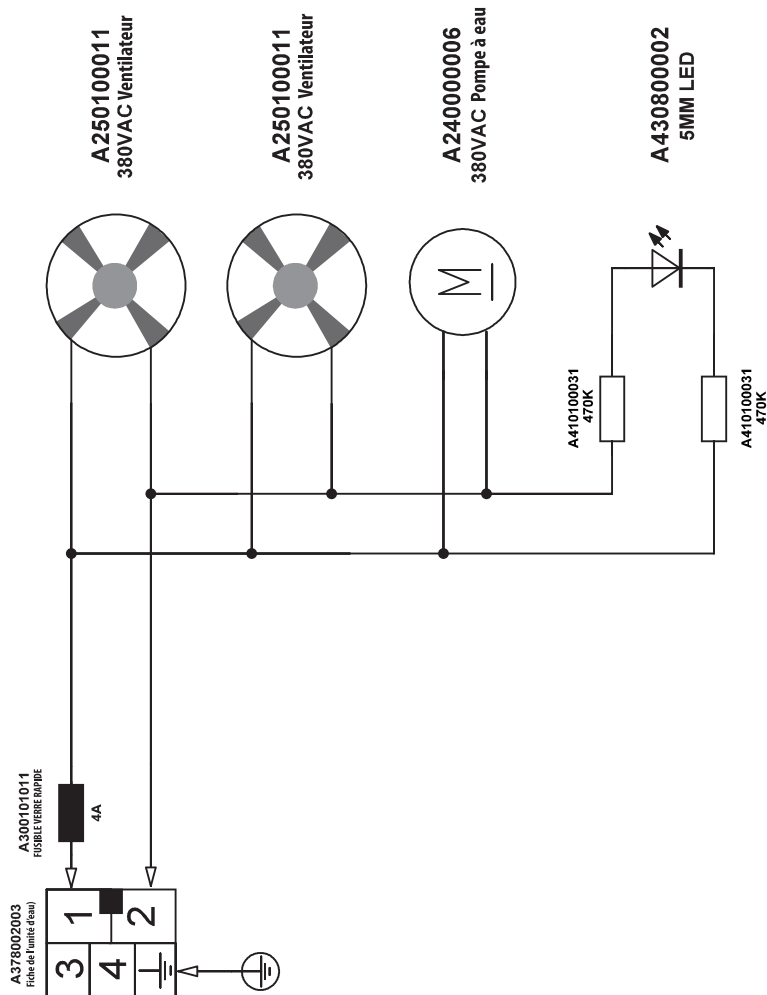 A250100011
380VAC Ventilateur
A250100011
380VAC Ventilateur
A240000006
380VAC Pompe à eau
A430800002
5MM LED
M
A410100031
470K
A410100031
470K
A300101011
FUSIBLE VERRE RAPIDE
4A
A378002003
Fiche de l'unité d'eau)
1
2
3
4